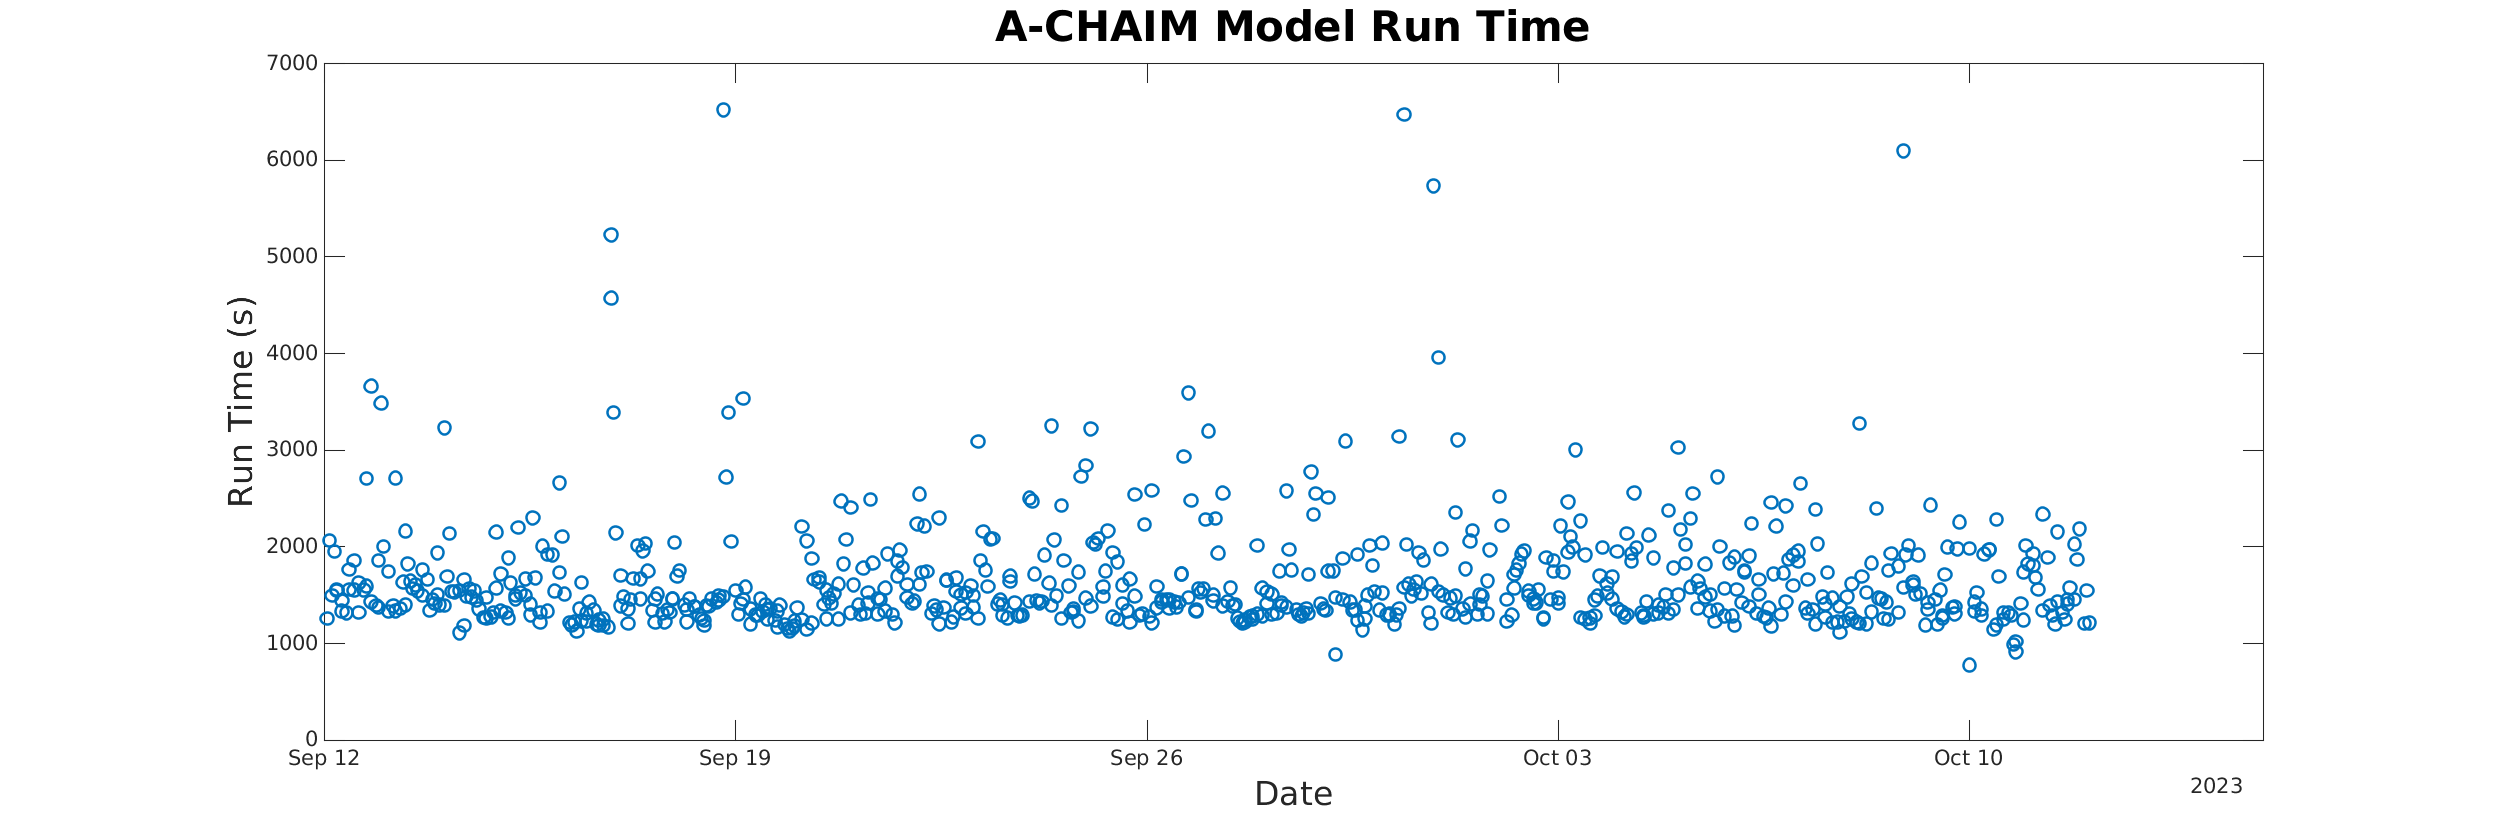 A-CHAIM Model Run Time
7000
6000
5000
4000
3000
2000
1000
0
Run Time (s)
Sep 12 Sep 19 Sep 26 Oct 03 Oct 10
2023
Date